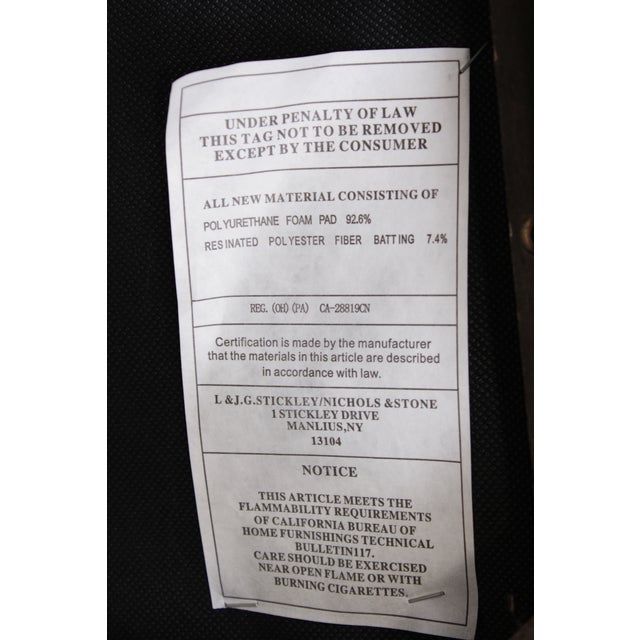 UNDER PENALTY OF LAW
THIS TAG NOT TO BE REMOVED
EXCEPT BY THE CONSUMER
ALL NEW MATERIAL CONSISTING OF
POLYURETHANE FOAM PAD 92.6%
RESINATED POLYESTER FIBER BATTING 7.4%
REG. (OH) (PA) CA-28819CN
Certification is made by the manufacturer
that the materials in this article are described
in accordance with law.
L &J.G.STICKLEY/NICHOLS &STONE
1 STICKLEY DRIVE
MANLIUS,NY
13104
NOTICE
THIS ARTICLE MEETS THE
FLAMMABILITY REQUIREMENTS
OF CALIFORNIA BUREAU OF
HOME FURNISHINGS TECHNICAL
BULLETIN117.
CARE SHOULD BE EXERCISED
NEAR OPEN FLAME OR WITH
BURNING CIGARETTES.